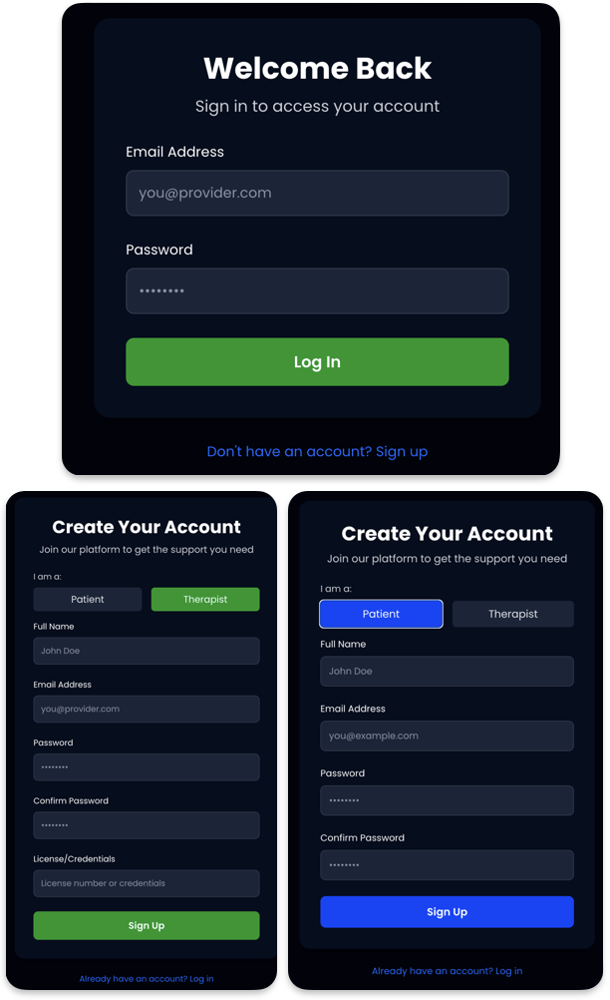 Welcome Back
Sign in to access your account
Email Address
you@provider.com
Password
••••••••
Log In
Don't have an account? Sign up
Create Your Account
Join our platform to get the support you need
I am a:
Patient
Therapist
Full Name
John Doe
Email Address
you@provider.com
Password
••••••••
Confirm Password
••••••••
License/Credentials
License number or credentials
Sign Up
Already have an account? Log in
Create Your Account
Join our platform to get the support you need
I am a:
Patient
Therapist
Full Name
John Doe
Email Address
you@example.com
Password
••••••••
Confirm Password
••••••••
Sign Up
Already have an account? Log in